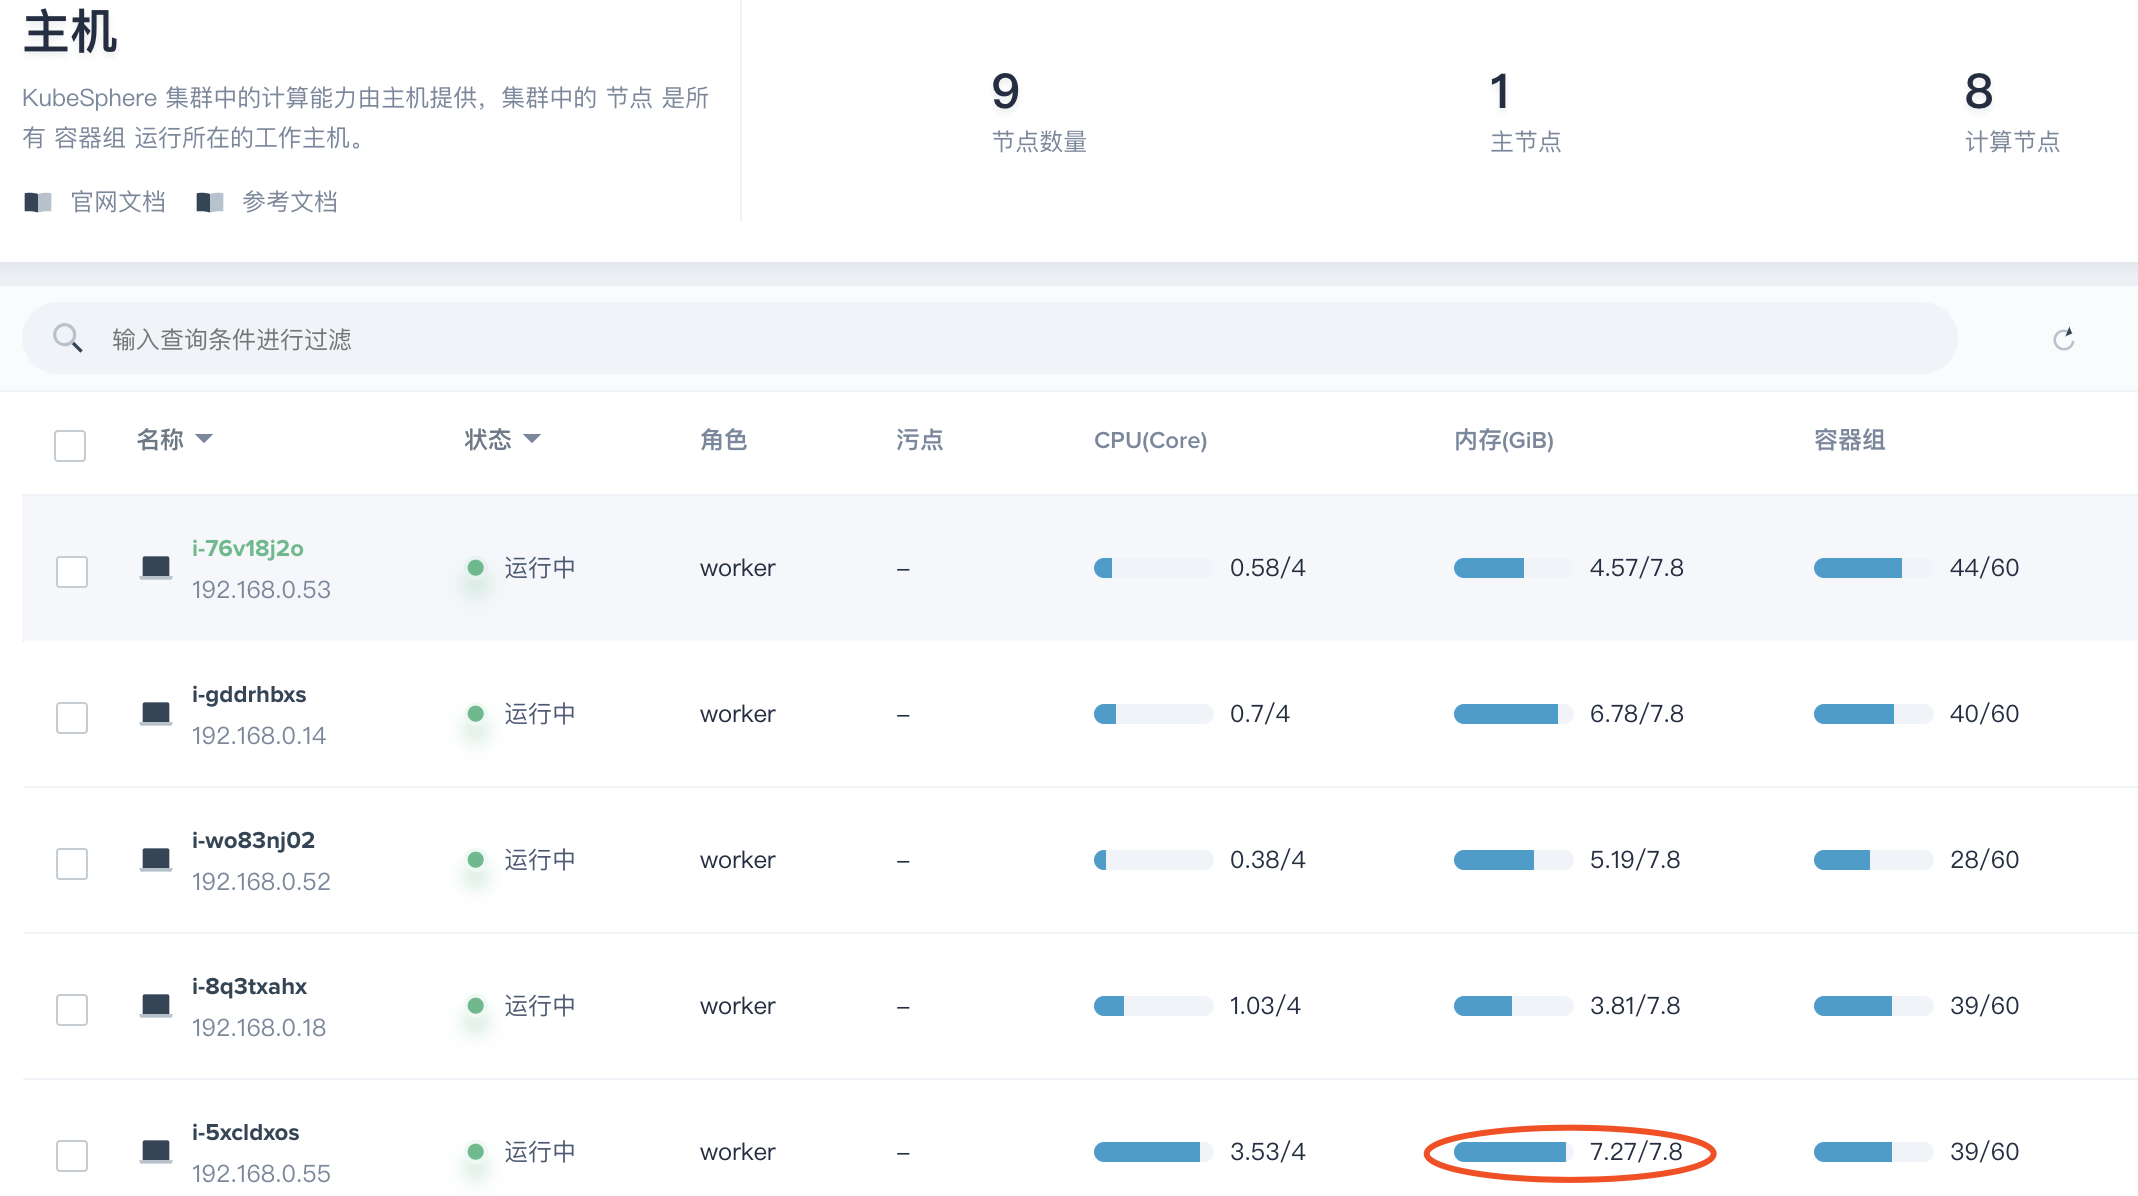 主机
KubeSphere 集群中的计算能力由主机提供，集群中的 节点 是所
有 容器组 运行所在的工作主机。
官网文档 参考文档
9 1 8
节点数量 主节点 计算节点
输入查询条件进行过滤
名称 状态 角色 污点 CPU(Core) 内存(GiB) 容器组
i-76v18j2o
192.168.0.53
运行中 worker – 0.58/4 4.57/7.8 44/60
i-gddrhbxs
192.168.0.14
运行中 worker – 0.7/4 6.78/7.8 40/60
i-wo83nj02
192.168.0.52
运行中 worker – 0.38/4 5.19/7.8 28/60
i-8q3txahx
192.168.0.18
运行中 worker – 1.03/4 3.81/7.8 39/60
i-5xcldxos
192.168.0.55
运行中 worker – 3.53/4 7.27/7.8 39/60